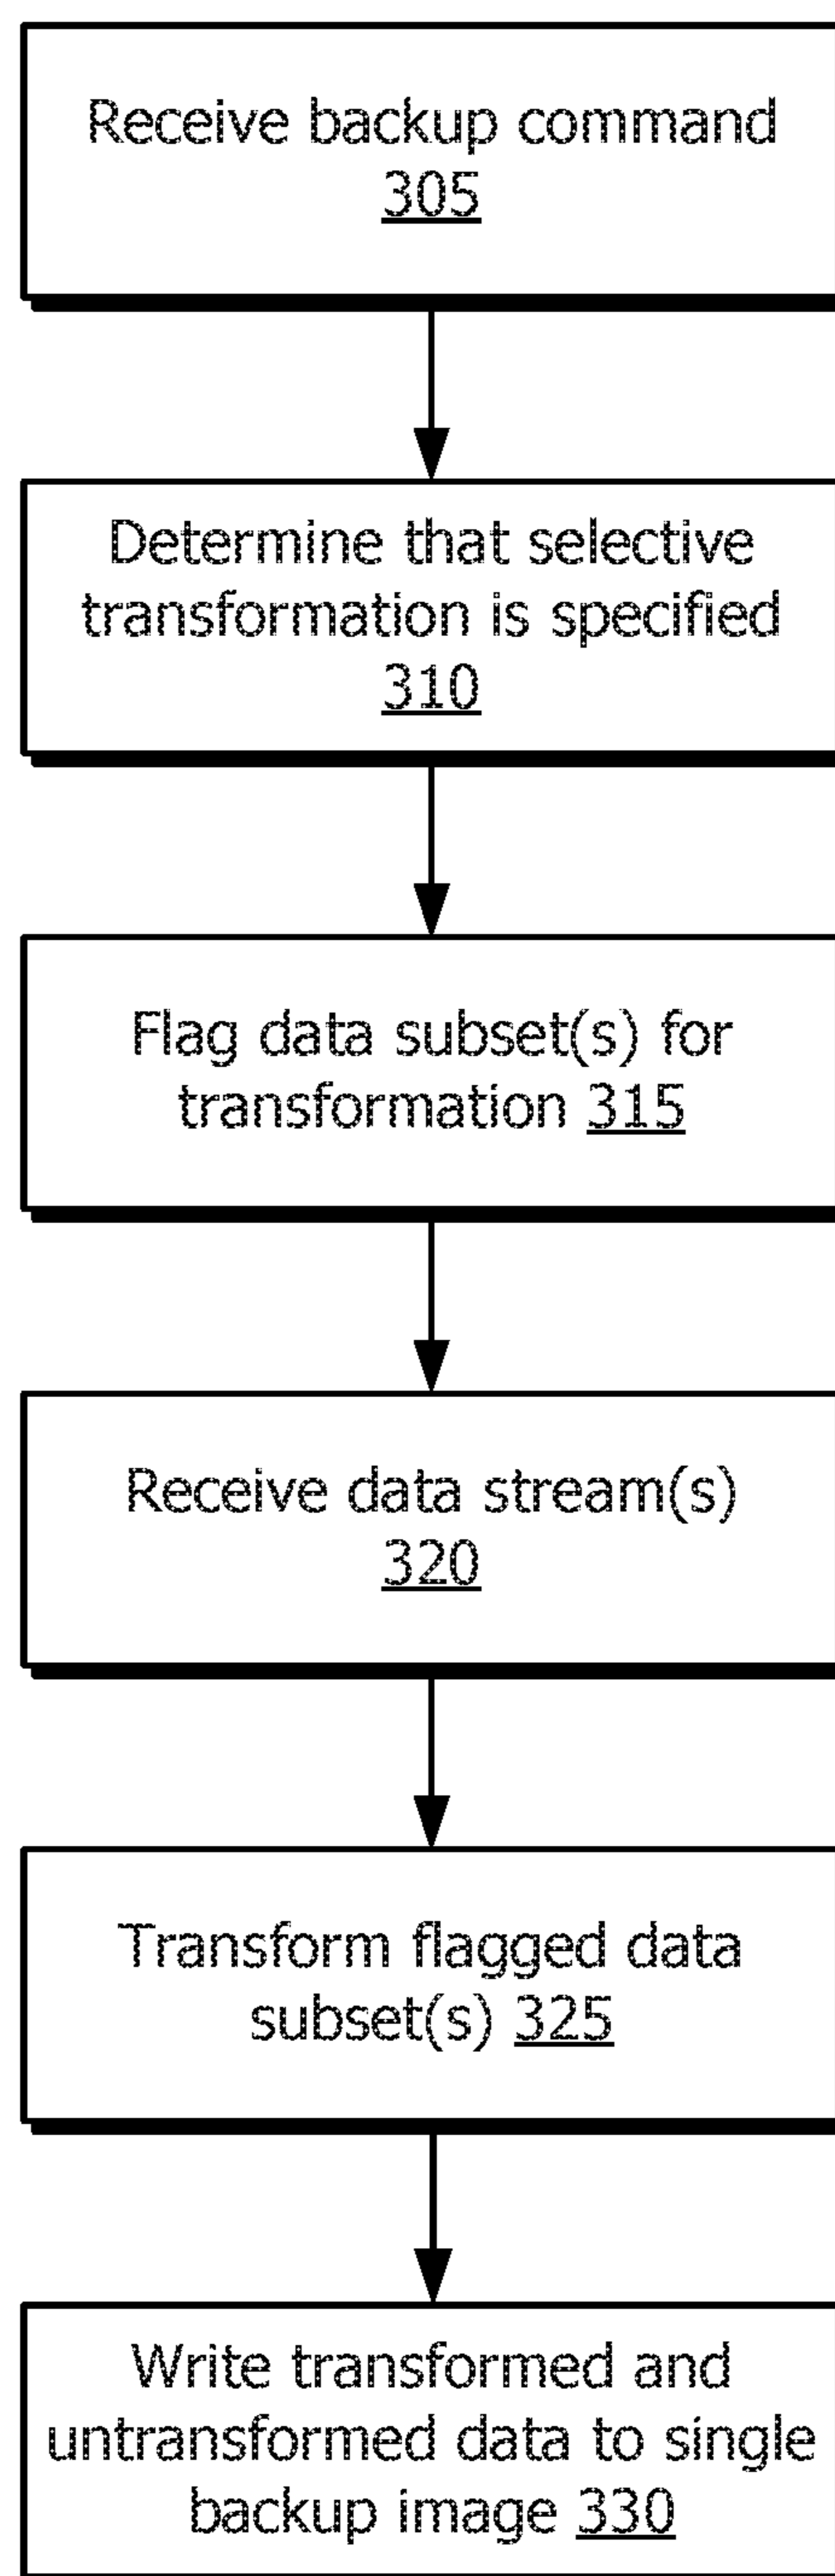 Receive backup command
305
Determine that selective
transformation is specified
310
Flag data subset(s) for
transformation 315
Receive data stream(s)
320
Transform flagged data
subset(s) 325
Write transformed and
untransformed data to single
backup image 330